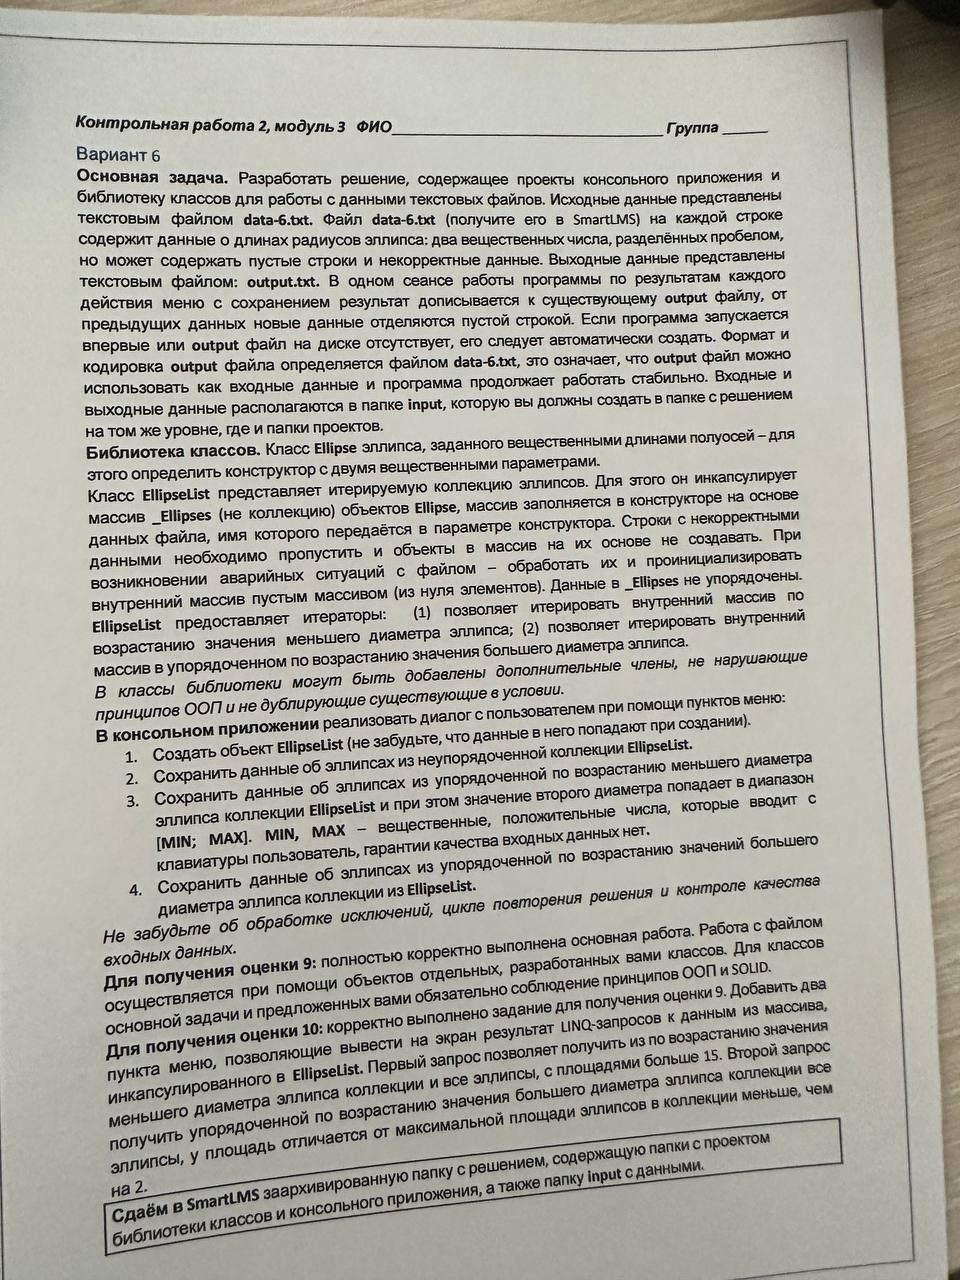 Контрольная работа 2, модуль 3 ФИО____________________ Группа ______
Вариант 6
Основная задача. Разработать решение, содержащее проекты консольного приложения и
библиотеку классов для работы с данными текстовых файлов. Исходные данные представлены
текстовым файлом data-6.txt. Файл data-6.txt (получите его в SmartLMS) на каждой строке
содержит данные о длинах радиусов эллипса: два вещественных числа, разделённых пробелом,
но может содержать пустые строки и некорректные данные. Выходные данные представлены
текстовым файлом: output.txt. В одном сеансе работы программы по результатам каждого
действия меню с сохранением результат дописывается к существующему output файлу, от
предыдущих данных новые данные отделяются пустой строкой. Если программа запускается
впервые или output файл на диске отсутствует, его следует автоматически создать. Формат и
кодировка output файла определяется файлом data-6.txt, это означает, что output файл можно
использовать как входные данные и программа продолжает работать стабильно. Входные и
выходные данные располагаются в папке input, которую вы должны создать в папке с решением
на том же уровне, где и папки проектов.
Библиотека классов. Класс Ellipse эллипса, заданного вещественными длинами полуосей – для
этого определить конструктор с двумя вещественными параметрами.
Класс EllipseList представляет итерируемую коллекцию эллипсов. Для этого он инкапсулирует
массив _Ellipses (не коллекцию) объектов Ellipse, массив заполняется в конструкторе на основе
данных файла, имя которого передаётся в параметре конструктора. Строки с некорректными
данными необходимо пропустить и объекты в массив на их основе не создавать. При
возникновении аварийных ситуаций с файлом – обработать их и проинициализировать
внутренний массив пустым массивом (из нуля элементов). Данные в _Ellipses не упорядочены.
EllipseList предоставляет итераторы: (1) позволяет итерировать внутренний массив по
возрастанию значения меньшего диаметра эллипса; (2) позволяет итерировать внутренний
массив в упорядоченном по возрастанию значения большего диаметра эллипса.
В классы библиотеки могут быть добавлены дополнительные члены, не нарушающие
принципов ООП и не дублирующие существующие в условии.
В консольном приложении реализовать диалог с пользователем при помощи пунктов меню:
1. Создать объект EllipseList (не забудьте, что данные в него попадают при создании).
2. Сохранить данные об эллипсах из неупорядоченной коллекции EllipseList.
3. Сохранить данные об эллипсах из упорядоченной по возрастанию меньшего диаметра
эллипса коллекции EllipseList и при этом значение второго диаметра попадает в диапазон
[MIN; MAX]. MIN, MAX – вещественные, положительные числа, которые вводит с
клавиатуры пользователь, гарантии качества входных данных нет.
4. Сохранить данные об эллипсах из упорядоченной по возрастанию значений большего
диаметра эллипса коллекции из EllipseList.
Не забудьте об обработке исключений, цикле повторения решения и контроле качества
входных данных.
Для получения оценки 9: полностью корректно выполнена основная работа. Работа с файлом
осуществляется при помощи объектов отдельных, разработанных вами классов. Для классов
основной задачи и предложенных вами обязательно соблюдение принципов ООП и SOLID.
Для получения оценки 10: корректно выполнено задание для получения оценки 9. Добавить два
пункта меню, позволяющие вывести на экран результат LINQ-запросов к данным из массива,
инкапсулированного в EllipseList. Первый запрос позволяет получить из по возрастанию значения
меньшего диаметра эллипса коллекции и все эллипсы, с площадями больше 15. Второй запрос
получить упорядоченной по возрастанию значения большего диаметра эллипса коллекции все
эллипсы, у площадь отличается от максимальной площади эллипсов в коллекции меньше, чем
на 2.
Сдаём в SmartLMS заархивированную папку с решением, содержащую папки с проектом
библиотеки классов и консольного приложения, а также папку input с данными.